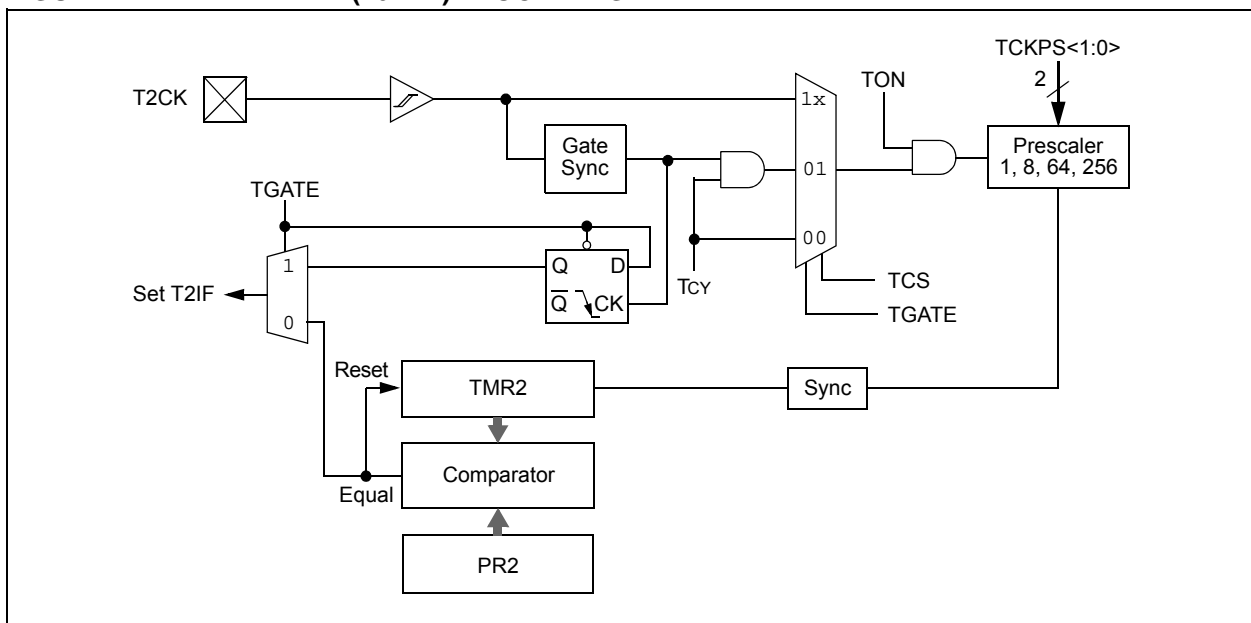 TCKPS<1:0>
2
TON
T2CK
1x
Prescaler
1, 8, 64, 256
Gate
Sync
01
TGATE
00
1
Q
D
TCY
TCS
Set T2IF
Q
CK
TGATE
0
Reset
TMR2
Sync
Comparator
Equal
PR2